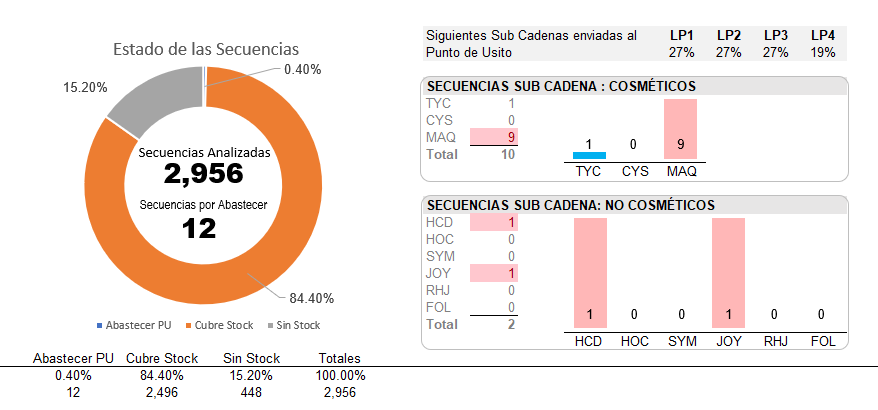 Estado de las Secuencias
0.40%
15.20%
Secuencias Analizadas
2,956
Secuencias por Abastecer
12
84.40%
Abastecer PU Cubre Stock Sin Stock
Abastecer PU Cubre Stock Sin Stock Totales
0.40% 84.40% 15.20% 100.00%
12 2,496 448 2,956
Siguientes Sub Cadenas enviadas al LP1 LP2 LP3 LP4
Punto de Usito 27% 27% 27% 19%
SECUENCIAS SUB CADENA : COSMÉTICOS
TYC 1
CYS 0
MAQ 9
Total 10
1 0 9
TYC CYS MAQ
SECUENCIAS SUB CADENA: NO COSMÉTICOS
HCD 1
HOC 0
SYM 0
JOY 1
RHJ 0
FOL 0
Total 2
1 0 0 1 0 0
HCD HOC SYM JOY RHJ FOL